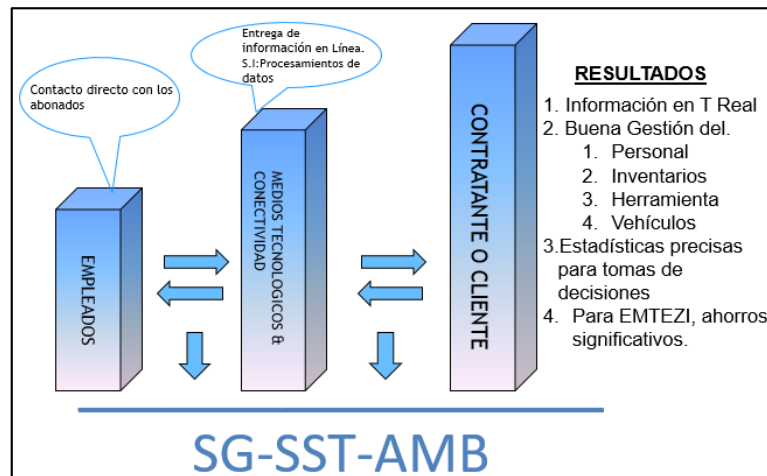 Contacto directo con los
abonados
Entrega de
información en Línea.
S.I:Procesamientos de
datos
EMPLEADOS
MEDIOS TECNOLOGICOS &
CONECTIVIDAD
CONTRATANTE O CLIENTE
RESULTADOS
1. Información en T Real
2. Buena Gestión del.
1. Personal
2. Inventarios
3. Herramienta
4. Vehículos
3.Estadísticas precisas
para tomas de
decisiones
4. Para EMTEZI, ahorros
significativos.
SG-SST-AMB